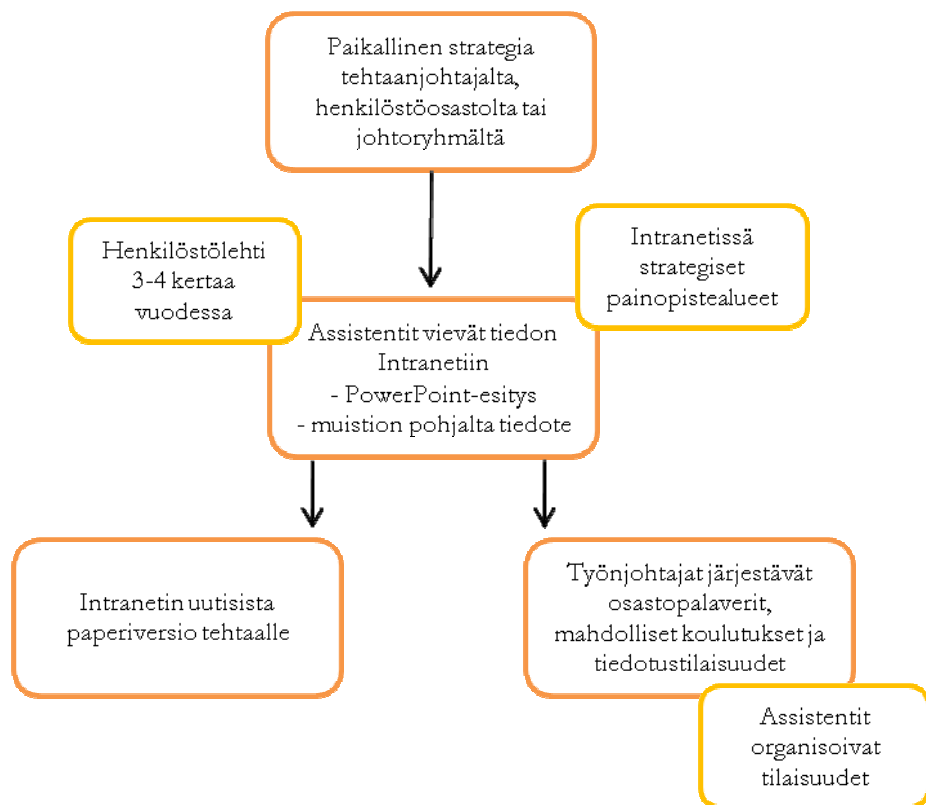 Paikallinen strategia
tehtaanjohtajalta,
henkilöstöosastolta tai
johtoryhmältä
Henkilöstölehti
3-4 kertaa
vuodessa
Intranetissä
strategiset
painopistealueet
Assistentit vievät tiedon
Intranetiin
- PowerPoint-esitys
- muistion pohjalta tiedote
Intranetin uutisista
paperiversio tehtaalle
Työnjohtajat järjestävät
osastopalaverit,
mahdolliset koulutukset ja
tiedotustilaisuudet
Assistentit
organisoivat
tilaisuudet